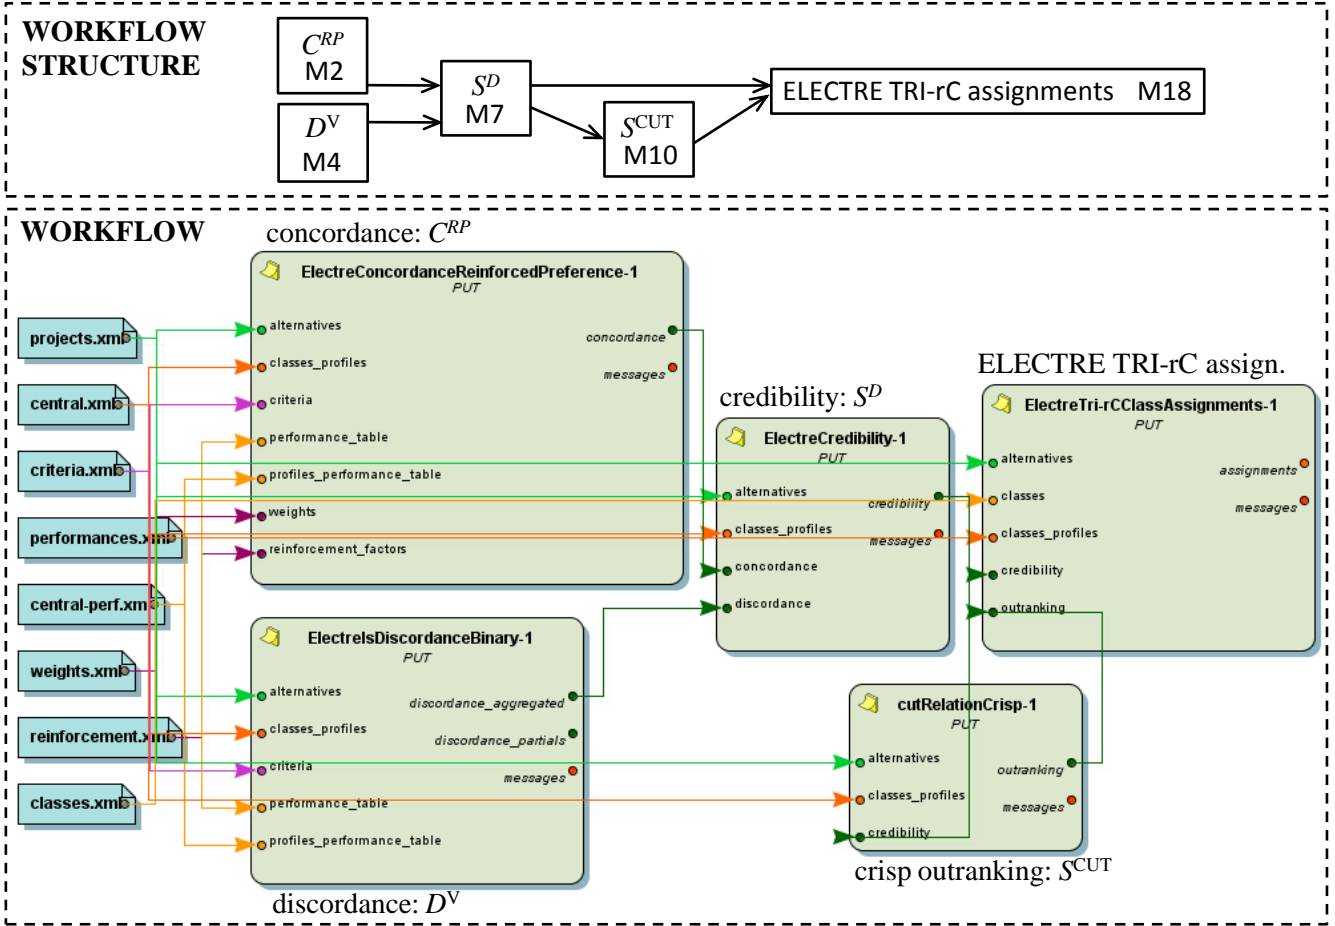 WORKFLOW
STRUCTURE
C^RP
M2
D^V
M4
S^D
M7
S^CUT
M10
ELECTRE TRI-rC assignments M18
WORKFLOW
concordance: C^RP
ElectreConcordanceReinforcedPreference-1
PUT
alternatives
classes_profiles
criteria
performance_table
profiles_performance_table
weights
reinforcement_factors
concordance
messages
projects.xml
central.xml
criteria.xml
performances.xml
central-perf.xml
weights.xml
reinforcement.xml
classes.xml
ElectreIsDiscordanceBinary-1
PUT
alternatives
classes_profiles
criteria
performance_table
profiles_performance_table
discordance_aggregated
discordance_partials
messages
discordance: D^V
credibility: S^D
ElectreCredibility-1
PUT
alternatives
classes_profiles
concordance
discordance
credibility
messages
ELECTRE TRI-rC assign.
ElectreTri-rCClassAssignments-1
PUT
alternatives
classes
classes_profiles
credibility
outranking
assignments
messages
cutRelationCrisp-1
PUT
alternatives
classes_profiles
credibility
outranking
messages
crisp outranking: S^CUT